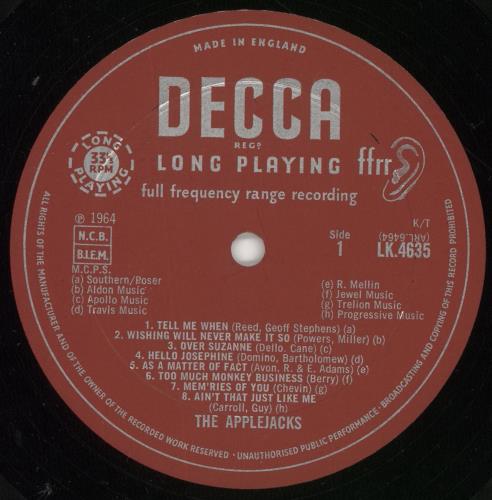 MADE IN ENGLAND
DECCA
REGD
LONG PLAYING ffrr
full frequency range recording
LONG PLAYING
33⅓
RPM
℗ 1964
N.C.B.
B.I.E.M.
Side
1
K/T
(ARL.6464)
LK.4635
M.C.P.S.
(a) Southern/Poser
(b) Aldon Music
(c) Apollo Music
(d) Travis Music
(e) R. Mellin
(f) Jewel Music
(g) Trelion Music
(h) Progressive Music
1. TELL ME WHEN (Reed, Geoff Stephens) (a)
2. WISHING WILL NEVER MAKE IT SO (Powers, Miller) (b)
3. OVER SUZANNE (Dello, Cane) (c)
4. HELLO JOSEPHINE (Domino, Bartholomew) (d)
5. AS A MATTER OF FACT (Avon, R. & E. Adams) (e)
6. TOO MUCH MONKEY BUSINESS (Berry) (f)
7. MEM'RIES OF YOU (Chevin) (g)
8. AIN'T THAT JUST LIKE ME
(Carroll, Guy) (h)
THE APPLEJACKS
ALL RIGHTS OF THE MANUFACTURER AND OF THE OWNER OF THE RECORDED WORK RESERVED · UNAUTHORISED PUBLIC PERFORMANCE · BROADCASTING AND COPYING OF THIS RECORD PROHIBITED